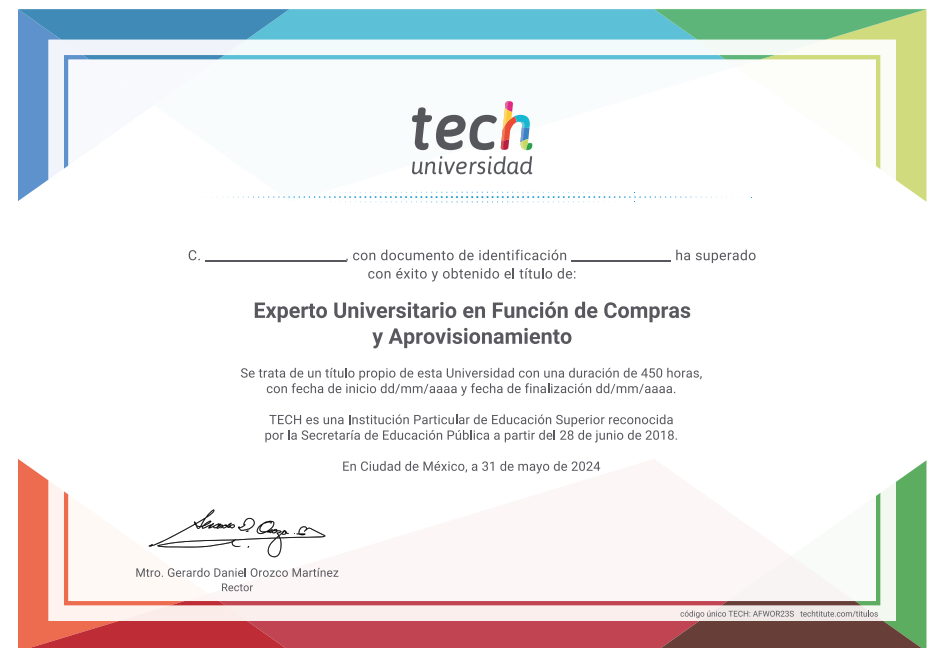 tech
universidad
C. ____________, con documento de identificación ____________ ha superado
con éxito y obtenido el título de:
Experto Universitario en Función de Compras
y Aprovisionamiento
Se trata de un título propio de esta Universidad con una duración de 450 horas,
con fecha de inicio dd/mm/aaaa y fecha de finalización dd/mm/aaaa.
TECH es una Institución Particular de Educación Superior reconocida
por la Secretaría de Educación Pública a partir del 28 de junio de 2018.
En Ciudad de México, a 31 de mayo de 2024
Mtro. Gerardo Daniel Orozco Martínez
Rector
código único TECH: AFWOR23S techtitute.com/titulos